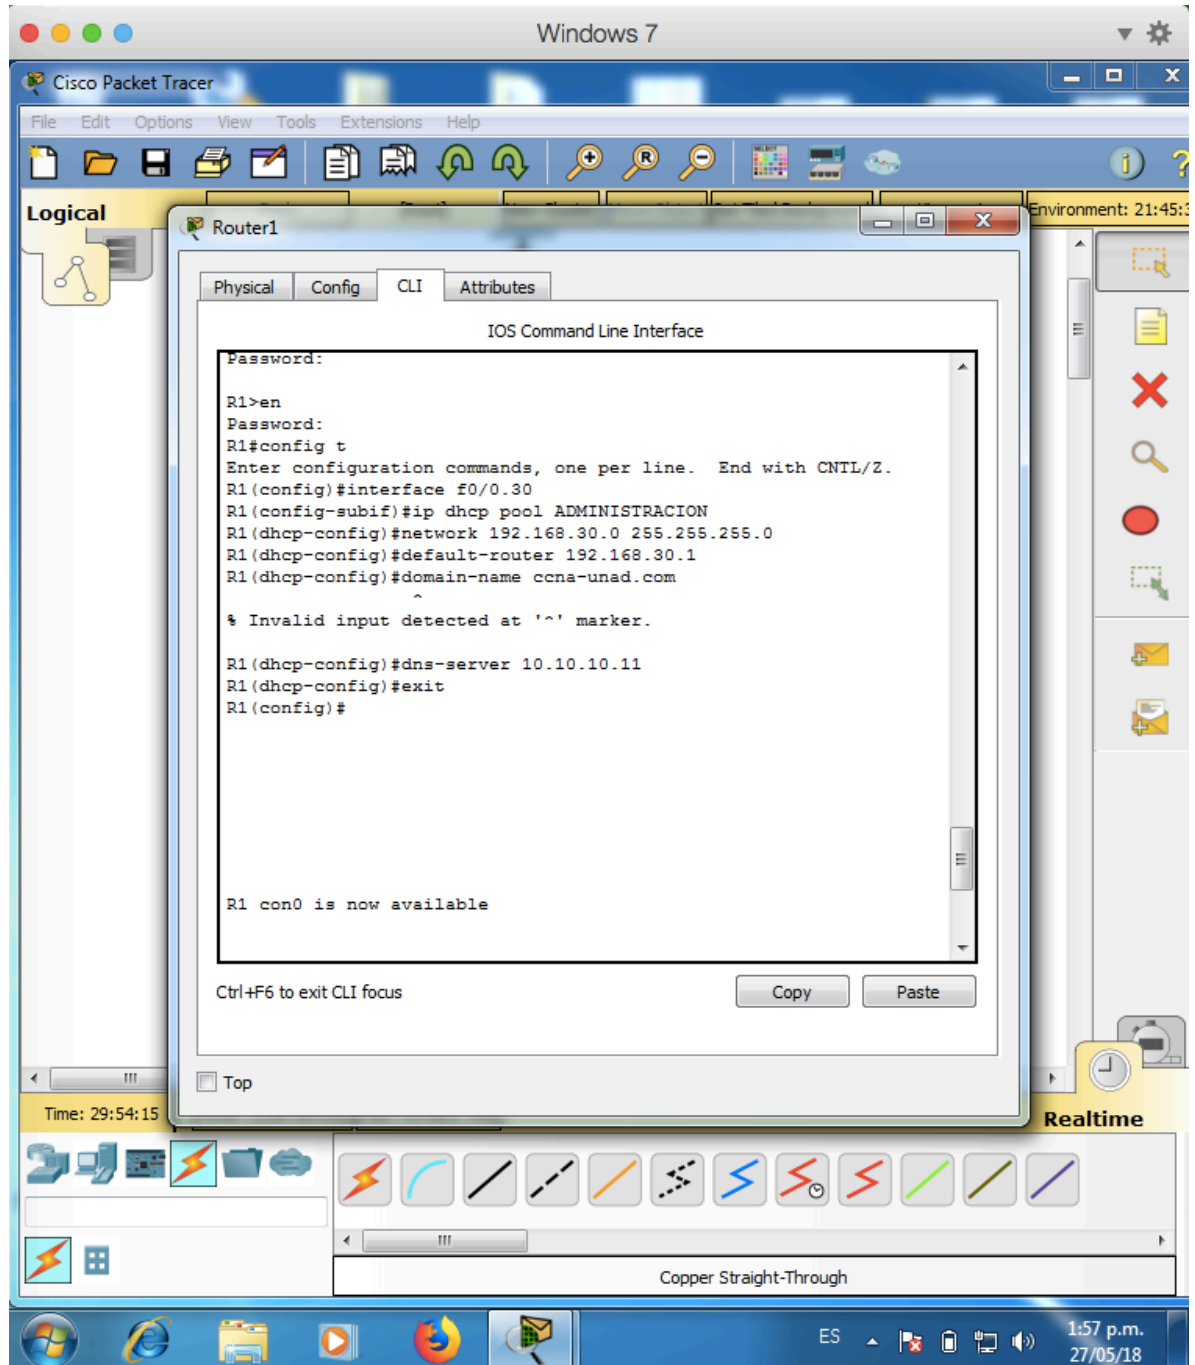 Windows 7
Cisco Packet Tracer
File Edit Options View Tools Extensions Help
Logical
Environment: 21:45:3
Router1
Physical Config CLI Attributes
IOS Command Line Interface
Password:
R1>en
Password:
R1#config t
Enter configuration commands, one per line.  End with CNTL/Z.
R1(config)#interface f0/0.30
R1(config-subif)#ip dhcp pool ADMINISTRACION
R1(dhcp-config)#network 192.168.30.0 255.255.255.0
R1(dhcp-config)#default-router 192.168.30.1
R1(dhcp-config)#domain-name ccna-unad.com
^
% Invalid input detected at '^' marker.
R1(dhcp-config)#dns-server 10.10.10.11
R1(dhcp-config)#exit
R1(config)#
R1 con0 is now available
Ctrl+F6 to exit CLI focus
Copy Paste
Top
Time: 29:54:15
Realtime
Copper Straight-Through
ES
1:57 p.m.
27/05/18